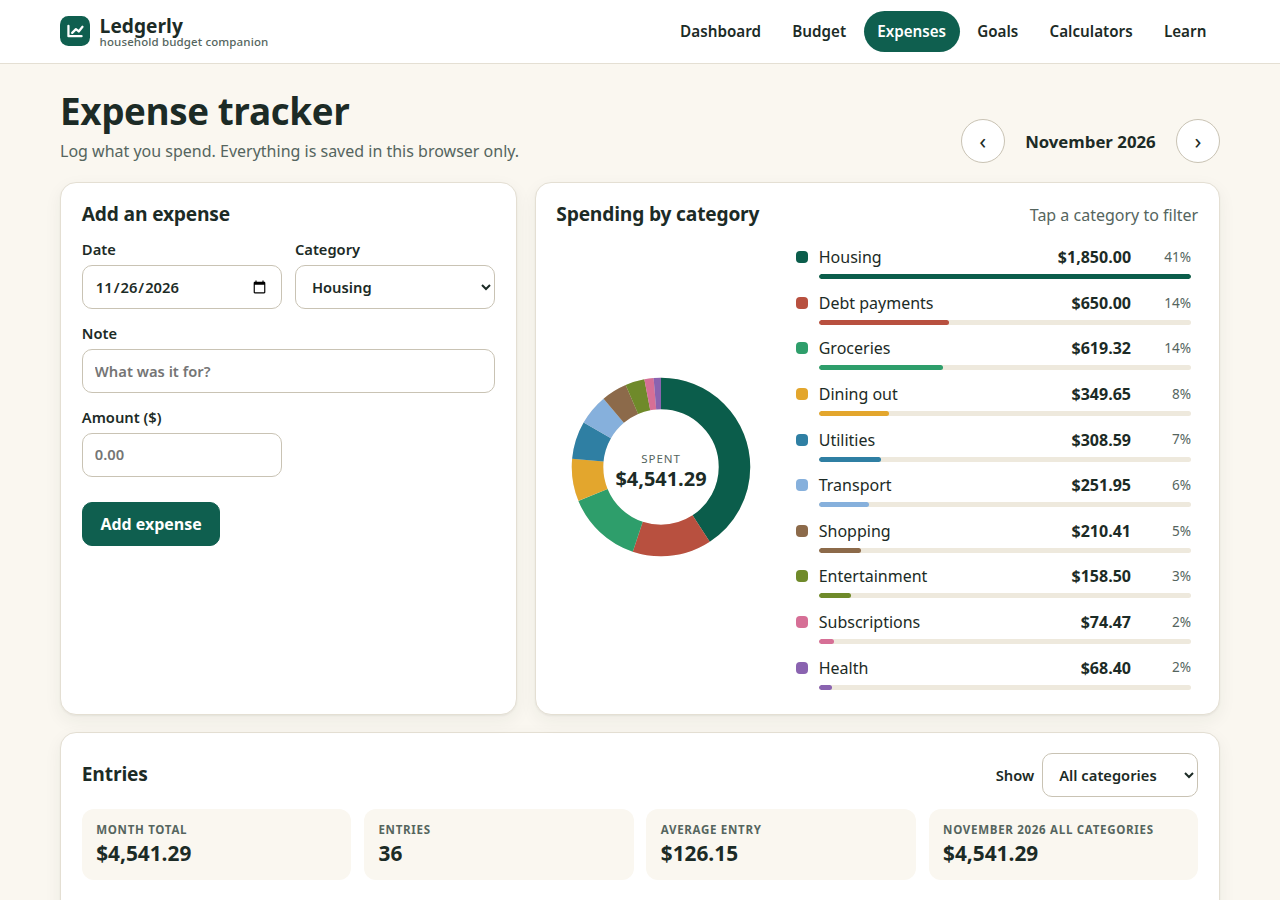 Ledgerly
household budget companion
Dashboard Budget Expenses Goals Calculators Learn
Expense tracker
Log what you spend. Everything is saved in this browser only.
‹ November 2026 ›
Add an expense
Date Category
11/26/2026 Housing
Note
What was it for?
Amount ($)
0.00
Add expense
Spending by category Tap a category to filter
SPENT
$4,541.29
Housing $1,850.00 41%
Debt payments $650.00 14%
Groceries $619.32 14%
Dining out $349.65 8%
Utilities $308.59 7%
Transport $251.95 6%
Shopping $210.41 5%
Entertainment $158.50 3%
Subscriptions $74.47 2%
Health $68.40 2%
Entries Show All categories
MONTH TOTAL
$4,541.29
ENTRIES
36
AVERAGE ENTRY
$126.15
NOVEMBER 2026 ALL CATEGORIES
$4,541.29